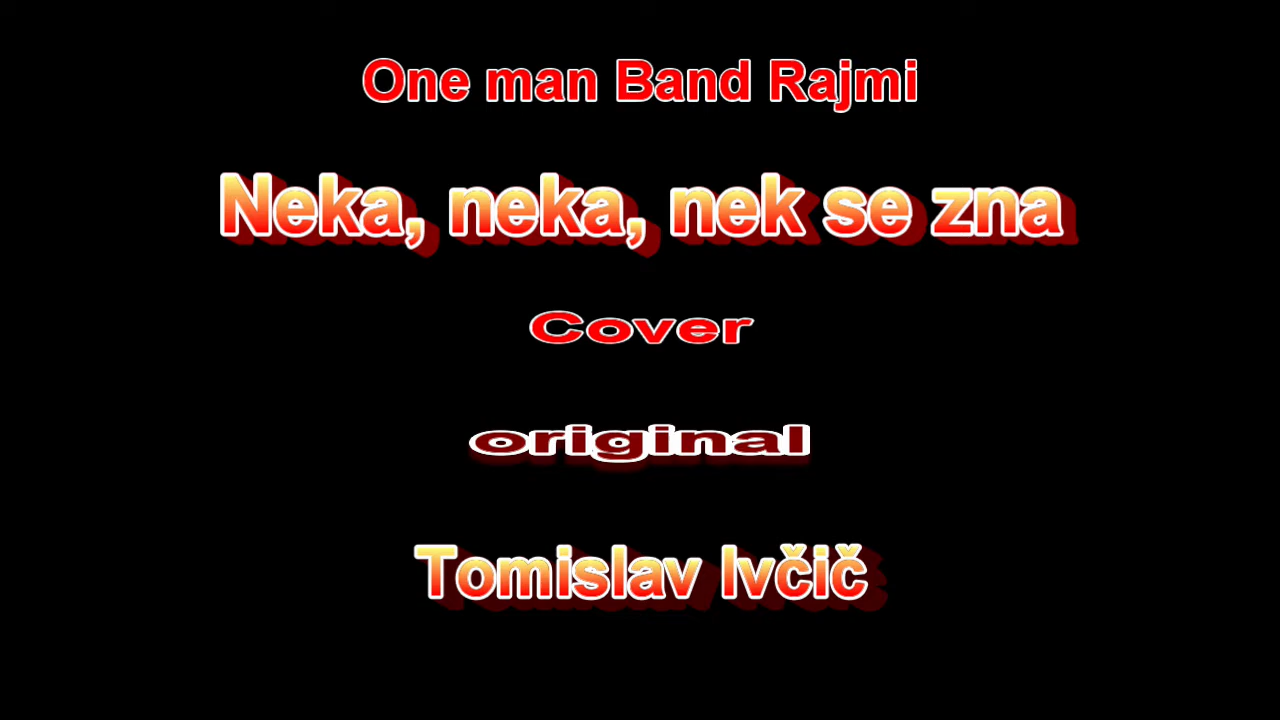 One man Band Rajmi
Neka, neka, nek se zna
Cover
original
Tomislav Ivčič